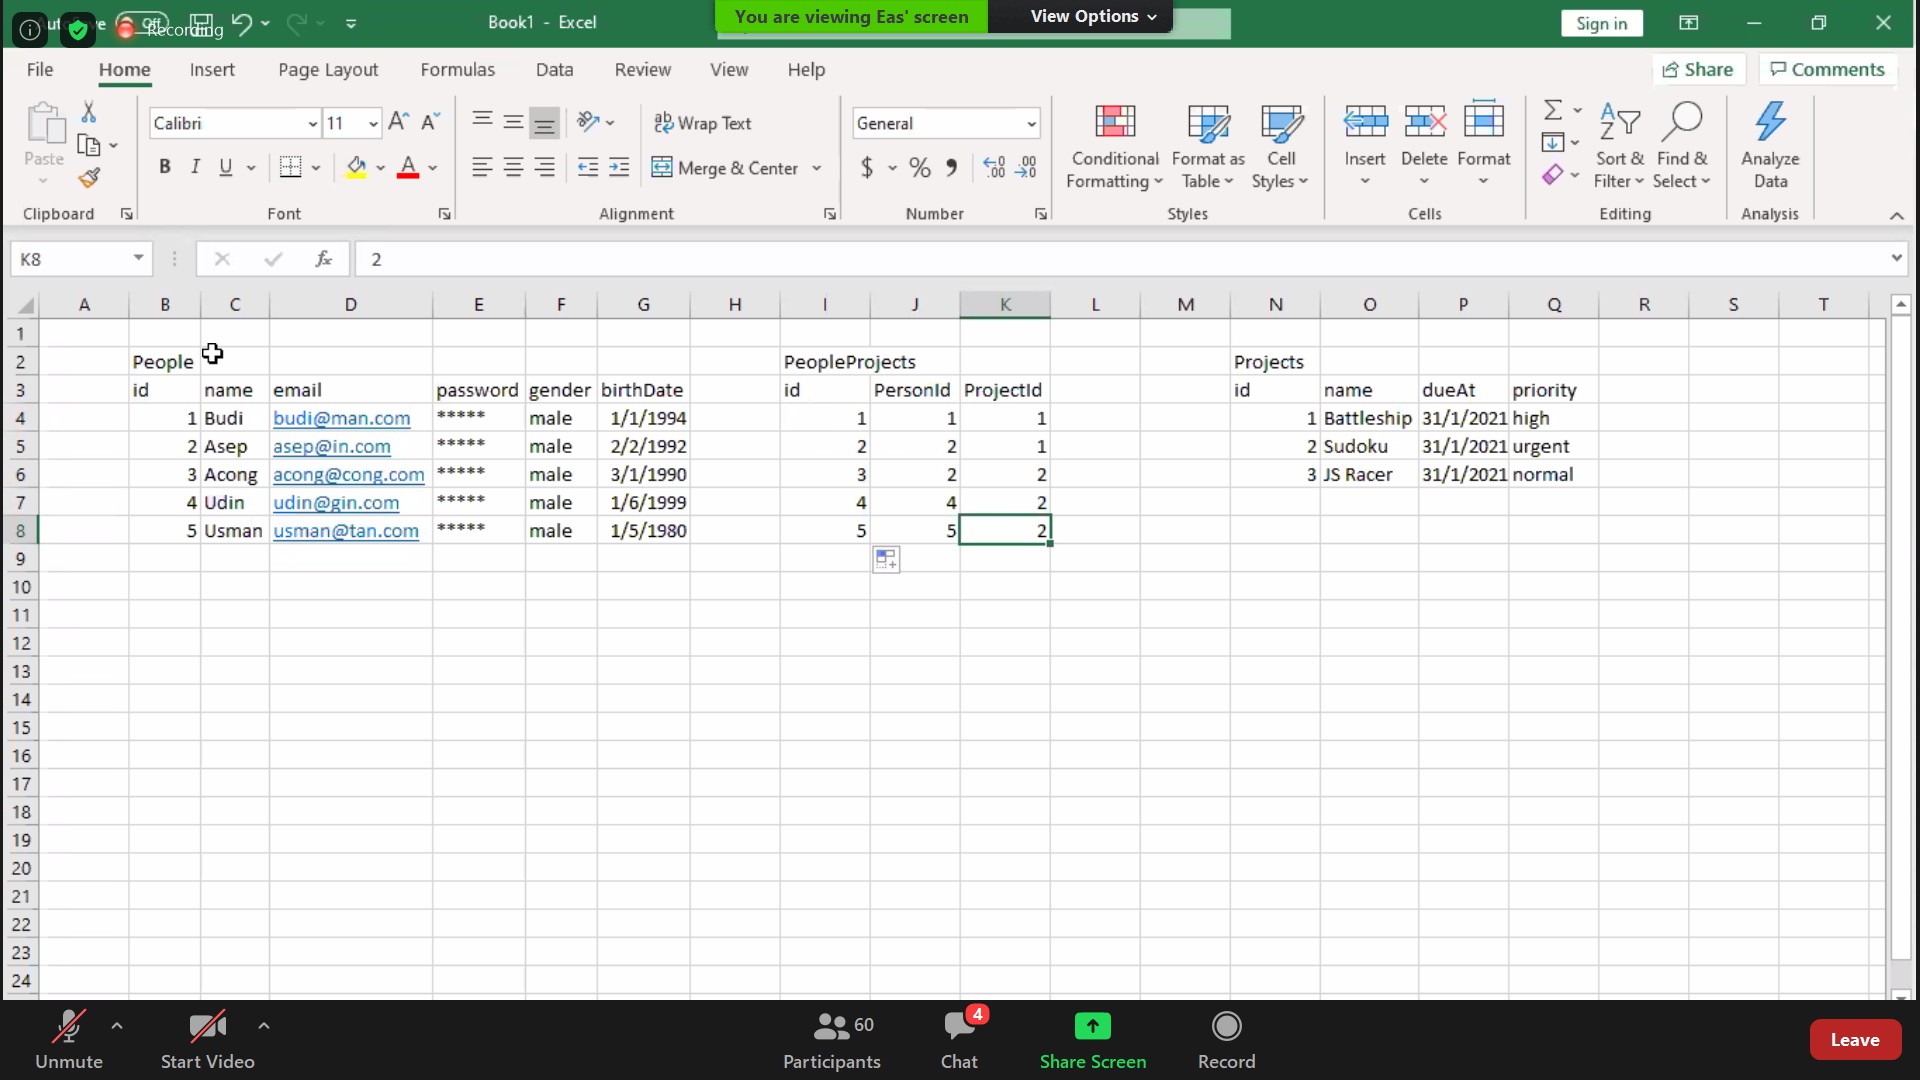 Off
Recording
Book1 - Excel
You are viewing Eas' screen
View Options
Sign in
File Home Insert Page Layout Formulas Data Review View Help
Share
Comments
Paste
Calibri
11
B I U
Wrap Text
Merge & Center
General
$ % 
Conditional Formatting
Format as Table
Cell Styles
Insert
Delete
Format
Sort & Filter
Find & Select
Analyze Data
Clipboard Font Alignment Number Styles Cells Editing Analysis
K8 fx 2
A B C D E F G H I J K L M N O P Q R S T
1
2 People PeopleProjects Projects
3 id name email password gender birthDate id PersonId ProjectId id name dueAt priority
4 1 Budi budi@man.com ***** male 1/1/1994 1 1 1 1 Battleship 31/1/2021 high
5 2 Asep asep@in.com ***** male 2/2/1992 2 2 1 2 Sudoku 31/1/2021 urgent
6 3 Acong acong@cong.com ***** male 3/1/1990 3 2 2 3 JS Racer 31/1/2021 normal
7 4 Udin udin@gin.com ***** male 1/6/1999 4 4 2
8 5 Usman usman@tan.com ***** male 1/5/1980 5 5 2
9
10
11
12
13
14
15
16
17
18
19
20
21
22
23
24
Unmute
Start Video
60
Participants
4
Chat
Share Screen
Record
Leave